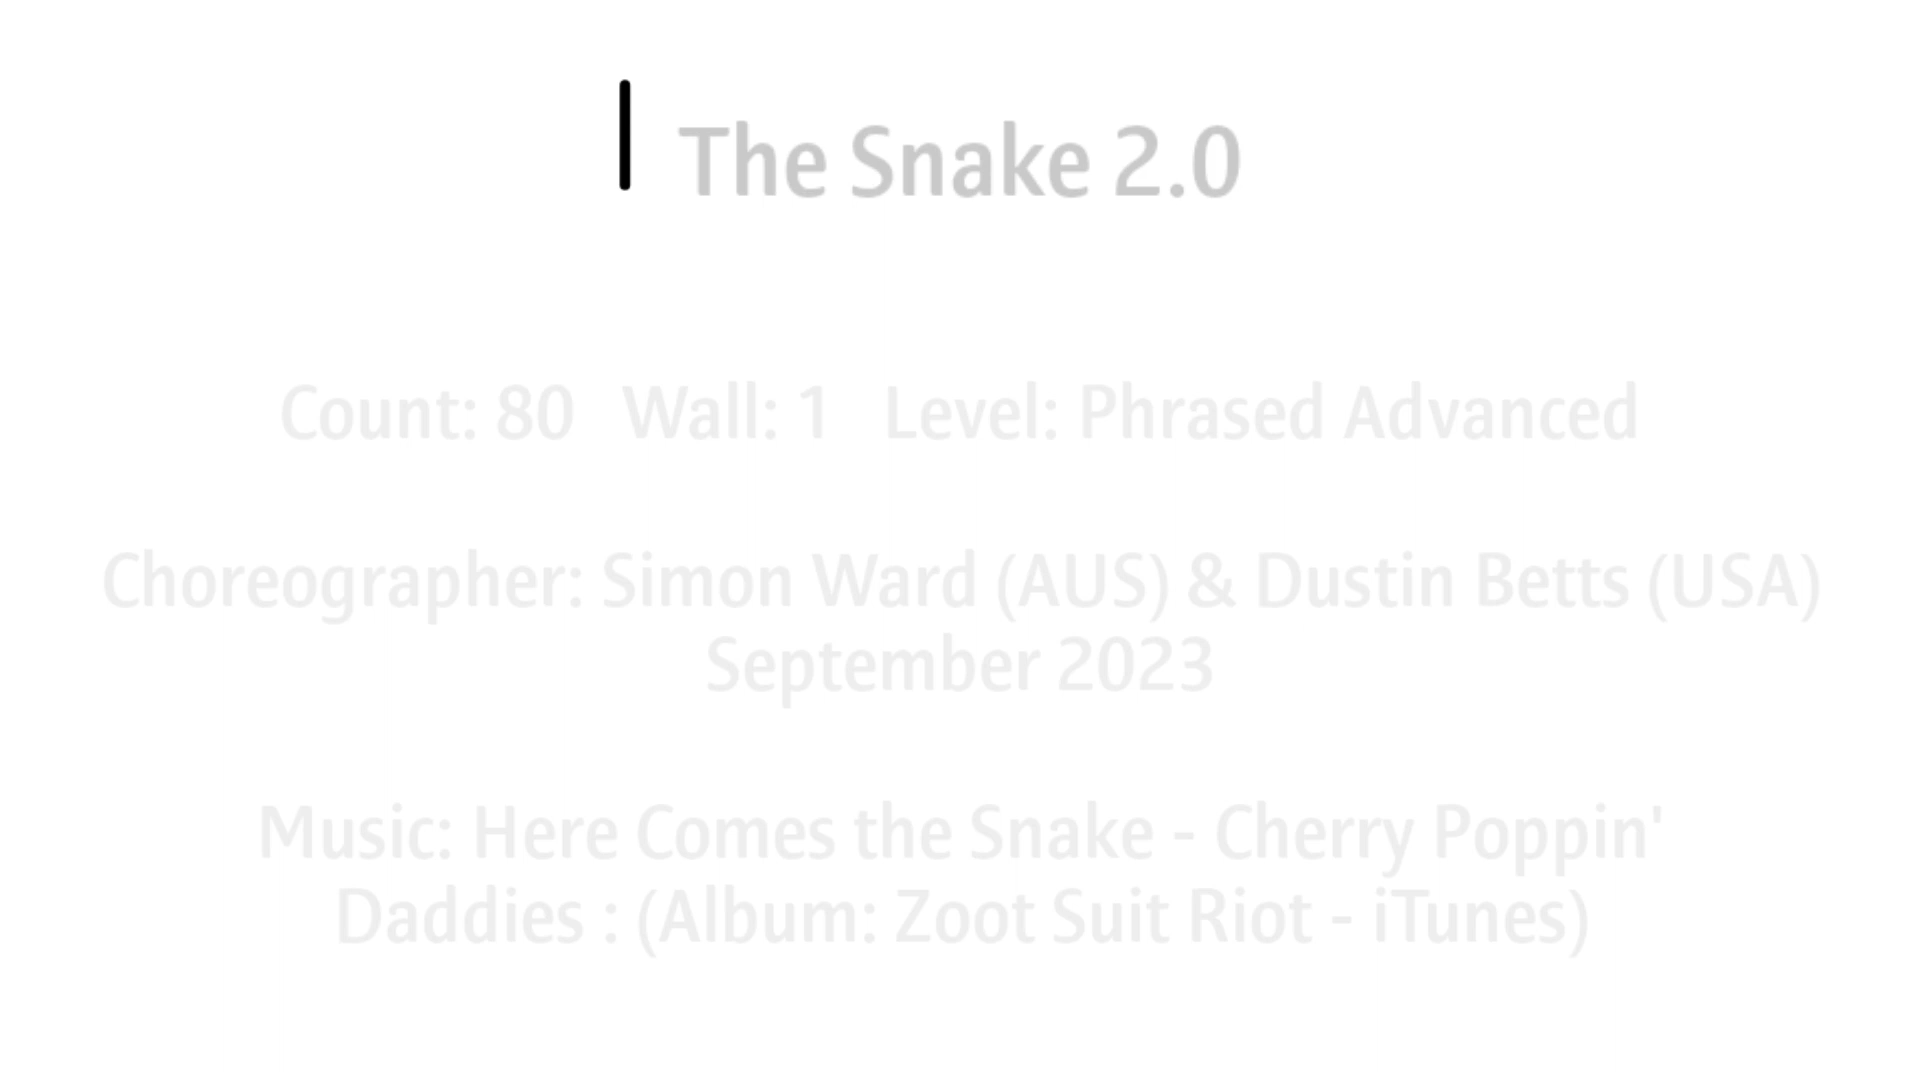 The Snake 2.0
Count: 80 Wall: 1 Level: Phrased Advanced
Choreographer: Simon Ward (AUS) & Dustin Betts (USA)
September 2023
Music: Here Comes the Snake - Cherry Poppin'
Daddies : (Album: Zoot Suit Riot - iTunes)